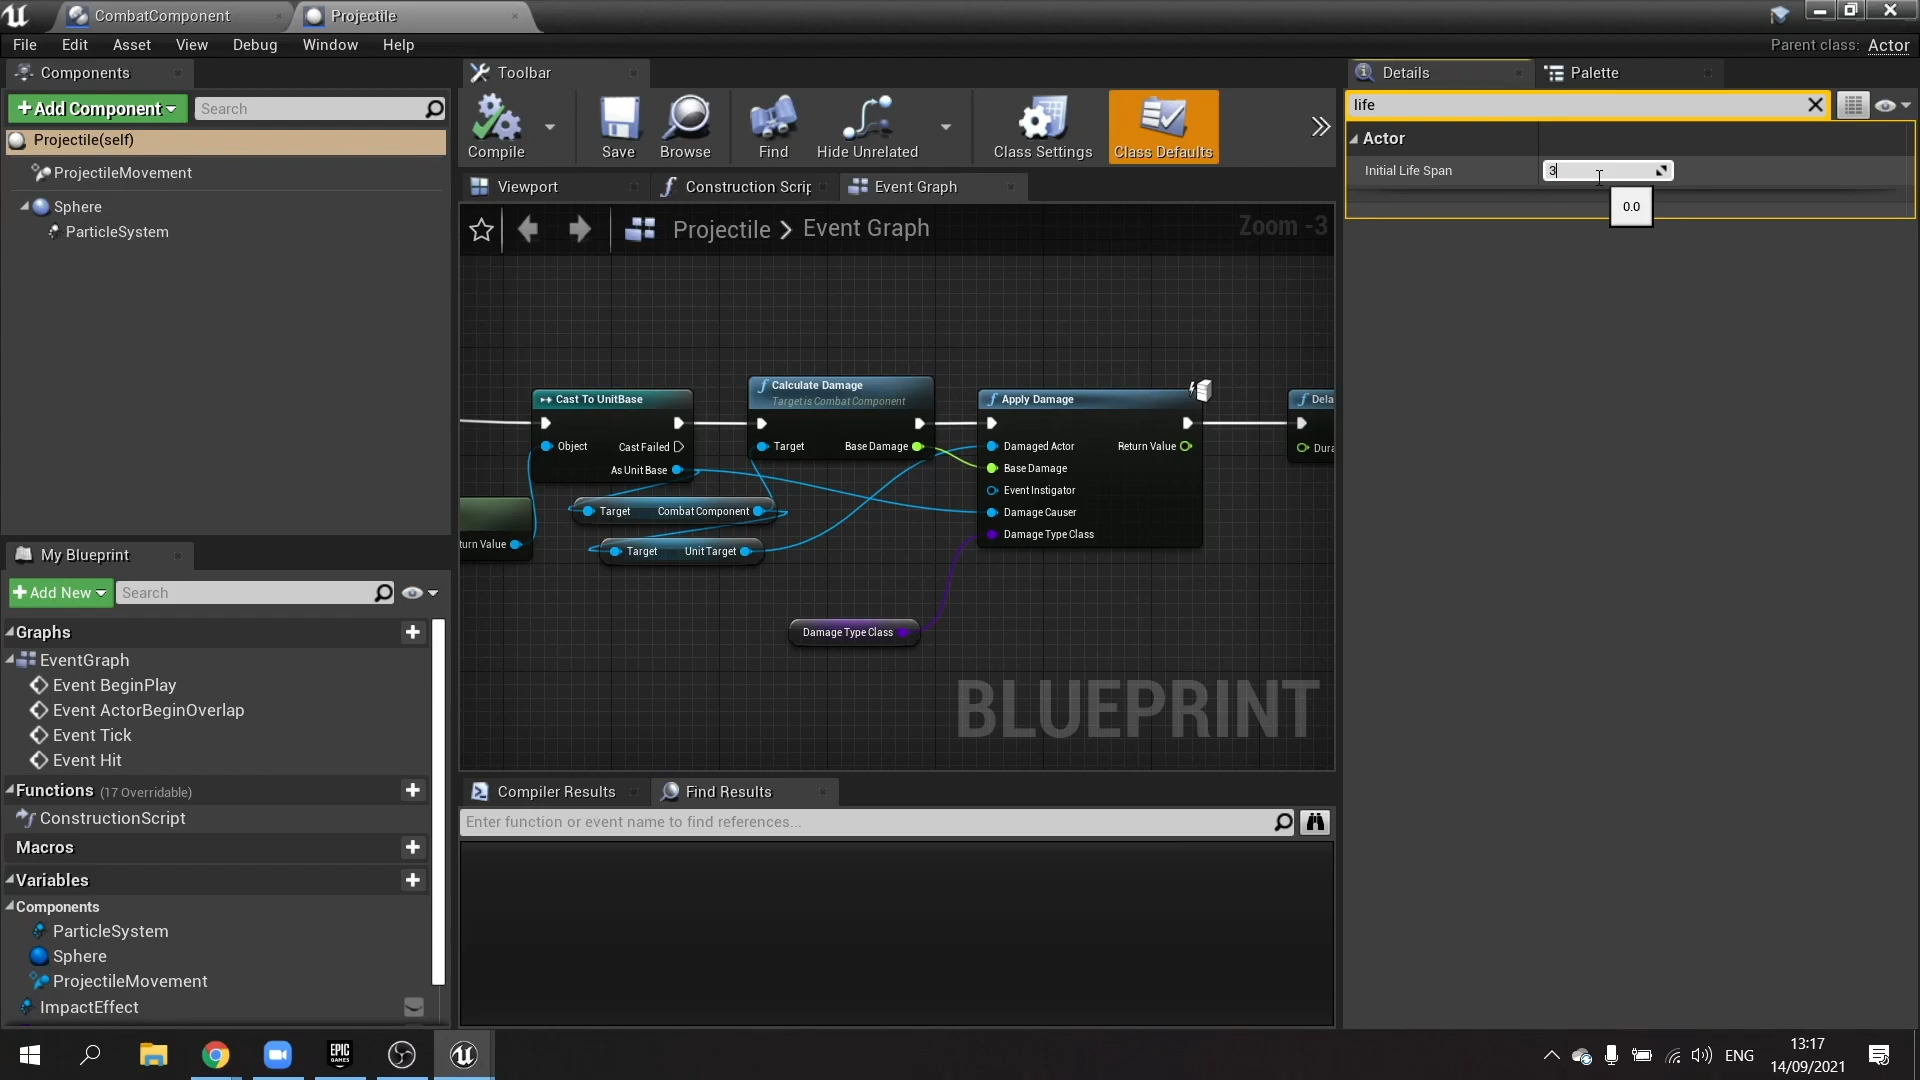 CombatComponent
Projectile
File Edit Asset View Debug Window Help
Parent class: Actor
Components
+Add Component
Search
Projectile(self)
ProjectileMovement
Sphere
ParticleSystem
Toolbar
Compile
Save
Browse
Find
Hide Unrelated
Class Settings
Class Defaults
Viewport
Construction Scrip
Event Graph
Projectile > Event Graph
Zoom -3
Cast To UnitBase
Object
Cast Failed
As Unit Base
Calculate Damage
Target is Combat Component
Target
Base Damage
Apply Damage
Damaged Actor
Return Value
Base Damage
Event Instigator
Damage Causer
Damage Type Class
Dela
Dura
Target Combat Component
Target Unit Target
turn Value
Damage Type Class
BLUEPRINT
Details
Palette
life
Actor
Initial Life Span
3
0.0
My Blueprint
+Add New
Search
Graphs
EventGraph
Event BeginPlay
Event ActorBeginOverlap
Event Tick
Event Hit
Functions (17 Overridable)
ConstructionScript
Macros
Variables
Components
ParticleSystem
Sphere
ProjectileMovement
ImpactEffect
Compiler Results
Find Results
Enter function or event name to find references...
EPIC
GAMES
ENG
13:17
14/09/2021